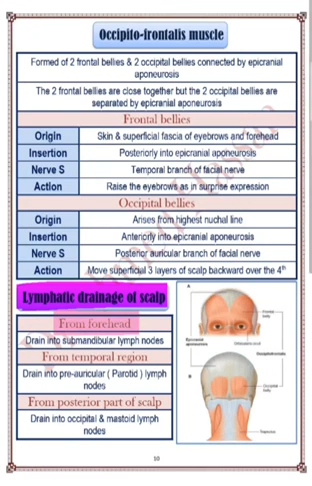 Occipito-frontalis muscle
Formed of 2 frontal bellies & 2 occipital bellies connected by epicranial
aponeurosis
The 2 frontal bellies are close together but the 2 occipital bellies are
separated by epicranial aponeurosis
Frontal bellies
Origin Skin & superficial fascia of eyebrows and forehead
Insertion Posteriorly into epicranial aponeurosis
Nerve S Temporal branch of facial nerve
Action Raise the eyebrows as in surprise expression
Occipital bellies
Origin Arises from highest nuchal line
Insertion Anteriorly into epicranial aponeurosis
Nerve S Posterior auricular branch of facial nerve
Action Move superficial 3 layers of scalp backward over the 4th
Lymphatic drainage of scalp
From forehead
Drain into submandibular lymph nodes
From temporal region
Drain into pre-auricular ( Parotid ) lymph
nodes
From posterior part of scalp
Drain into occipital & mastoid lymph
nodes
A
Frontal
belly
Epicranial
aponeurosis
Occipitofrontalis
B
Occipital
belly
Trapezius
10